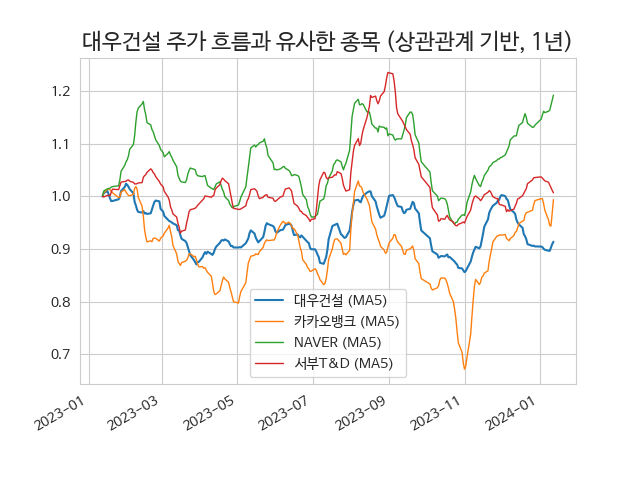 대우건설 주가 흐름과 유사한 종목 (상관관계 기반, 1년)
1.2
1.1
1.0
0.9
0.8
0.7
대우건설 (MA5)
카카오뱅크 (MA5)
NAVER (MA5)
서부T&D (MA5)
2023-01
2023-03
2023-05
2023-07
2023-09
2023-11
2024-01